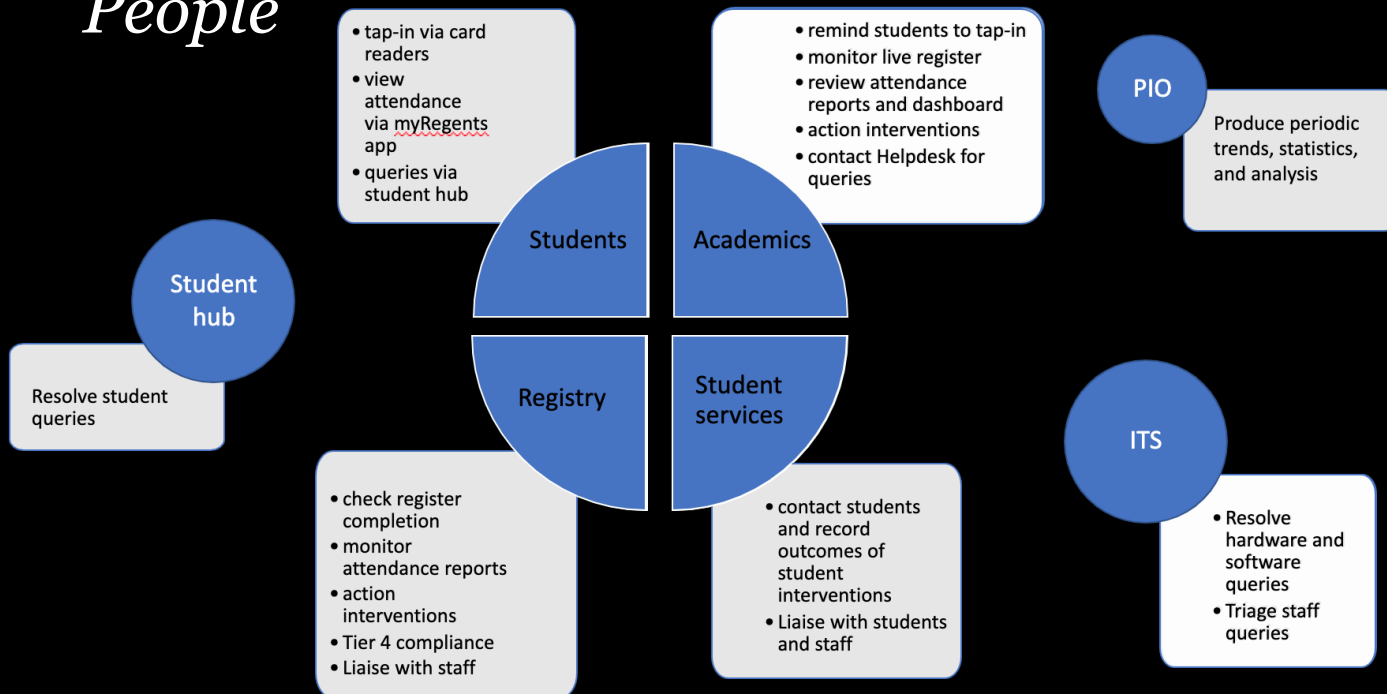 People
• tap-in via card
readers
• view
attendance
via myRegents
app
• queries via
student hub
• remind students to tap-in
• monitor live register
• review attendance
reports and dashboard
• action interventions
• contact Helpdesk for
queries
PIO
Produce periodic
trends, statistics,
and analysis
Students
Academics
Student
hub
Resolve student
queries
Registry
Student
services
ITS
• check register
completion
• monitor
attendance reports
• action
interventions
• Tier 4 compliance
• Liaise with staff
• contact students
and record
outcomes of
student
interventions
• Liaise with students
and staff
• Resolve
hardware and
software
queries
• Triage staff
queries